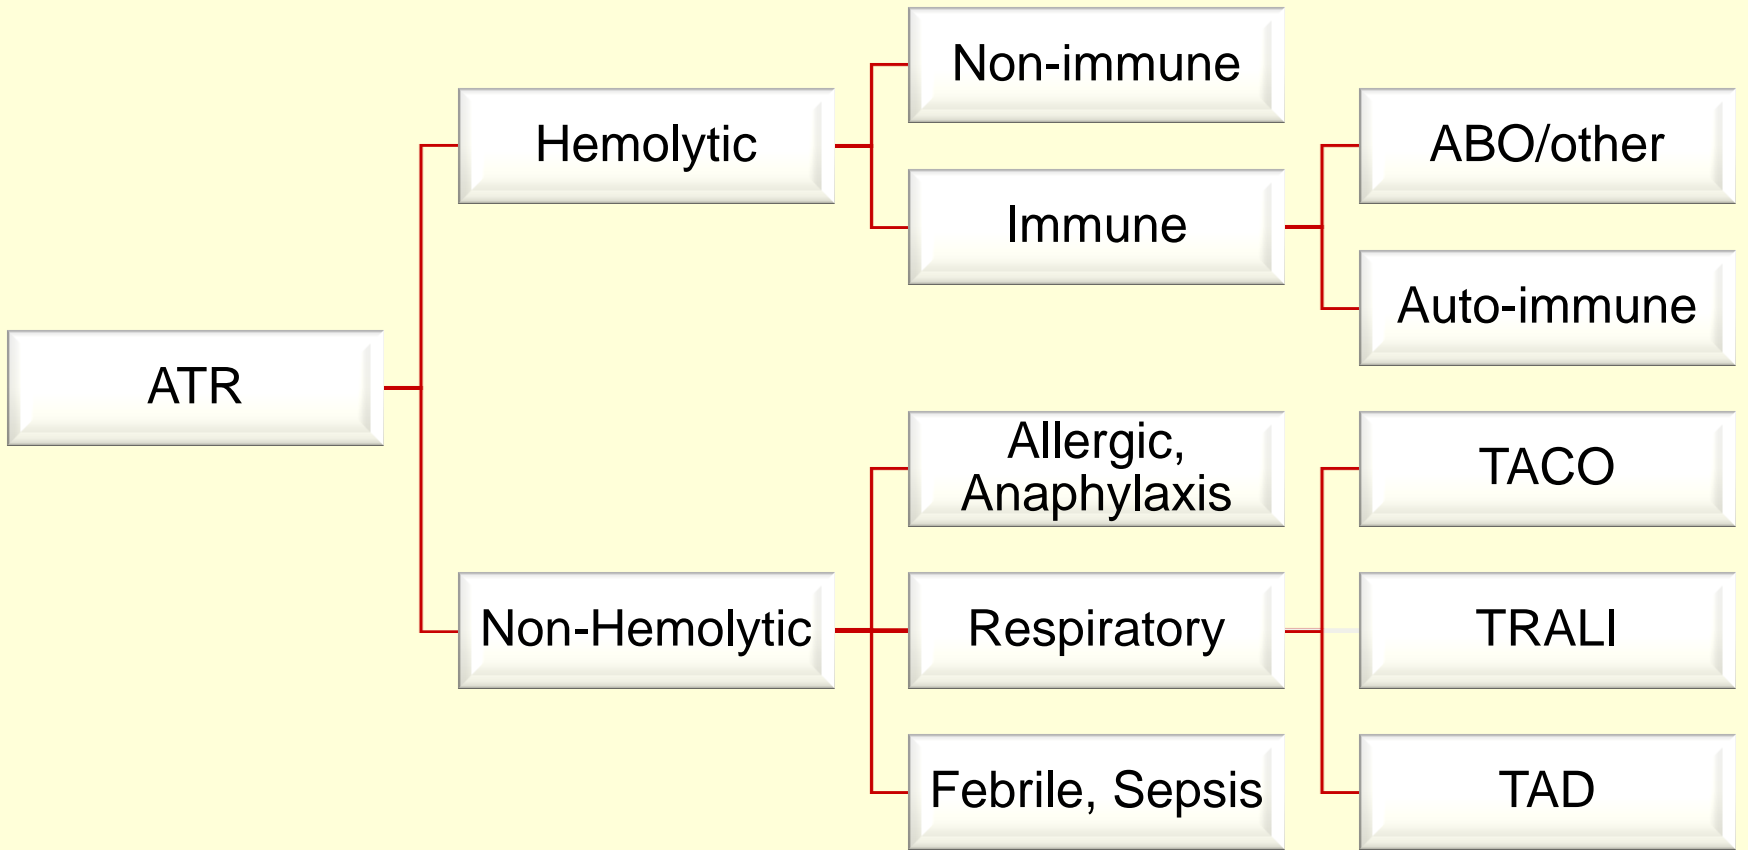 Non-immune
Hemolytic
ABO/other
Immune
Auto-immune
ATR
Allergic,
Anaphylaxis
TACO
Non-Hemolytic
Respiratory
TRALI
Febrile, Sepsis
TAD